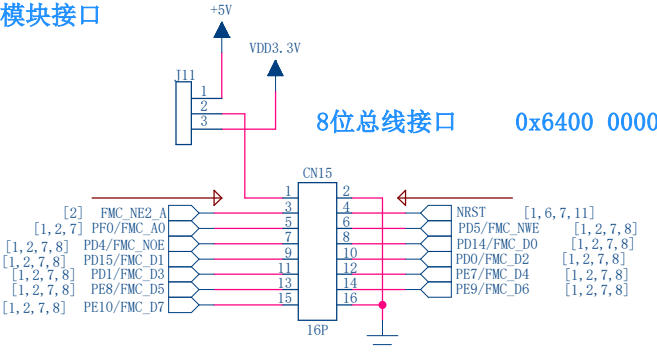 模块接口
+5V
VDD3.3V
J11
1
2
3
8位总线接口 0x6400 0000
CN15
1 2
[2] FMC_NE2_A 3 4 NRST [1,6,7,11]
[1,2,7] PF0/FMC_A0 5 6 PD5/FMC_NWE [1,2,7,8]
[1,2,7,8] PD4/FMC_NOE 7 8 PD14/FMC_D0 [1,2,7,8]
[1,2,7,8] PD15/FMC_D1 9 10 PD0/FMC_D2 [1,2,7,8]
[1,2,7,8] PD1/FMC_D3 11 12 PE7/FMC_D4 [1,2,7,8]
[1,2,7,8] PE8/FMC_D5 13 14 PE9/FMC_D6 [1,2,7,8]
[1,2,7,8] PE10/FMC_D7 15 16
16P